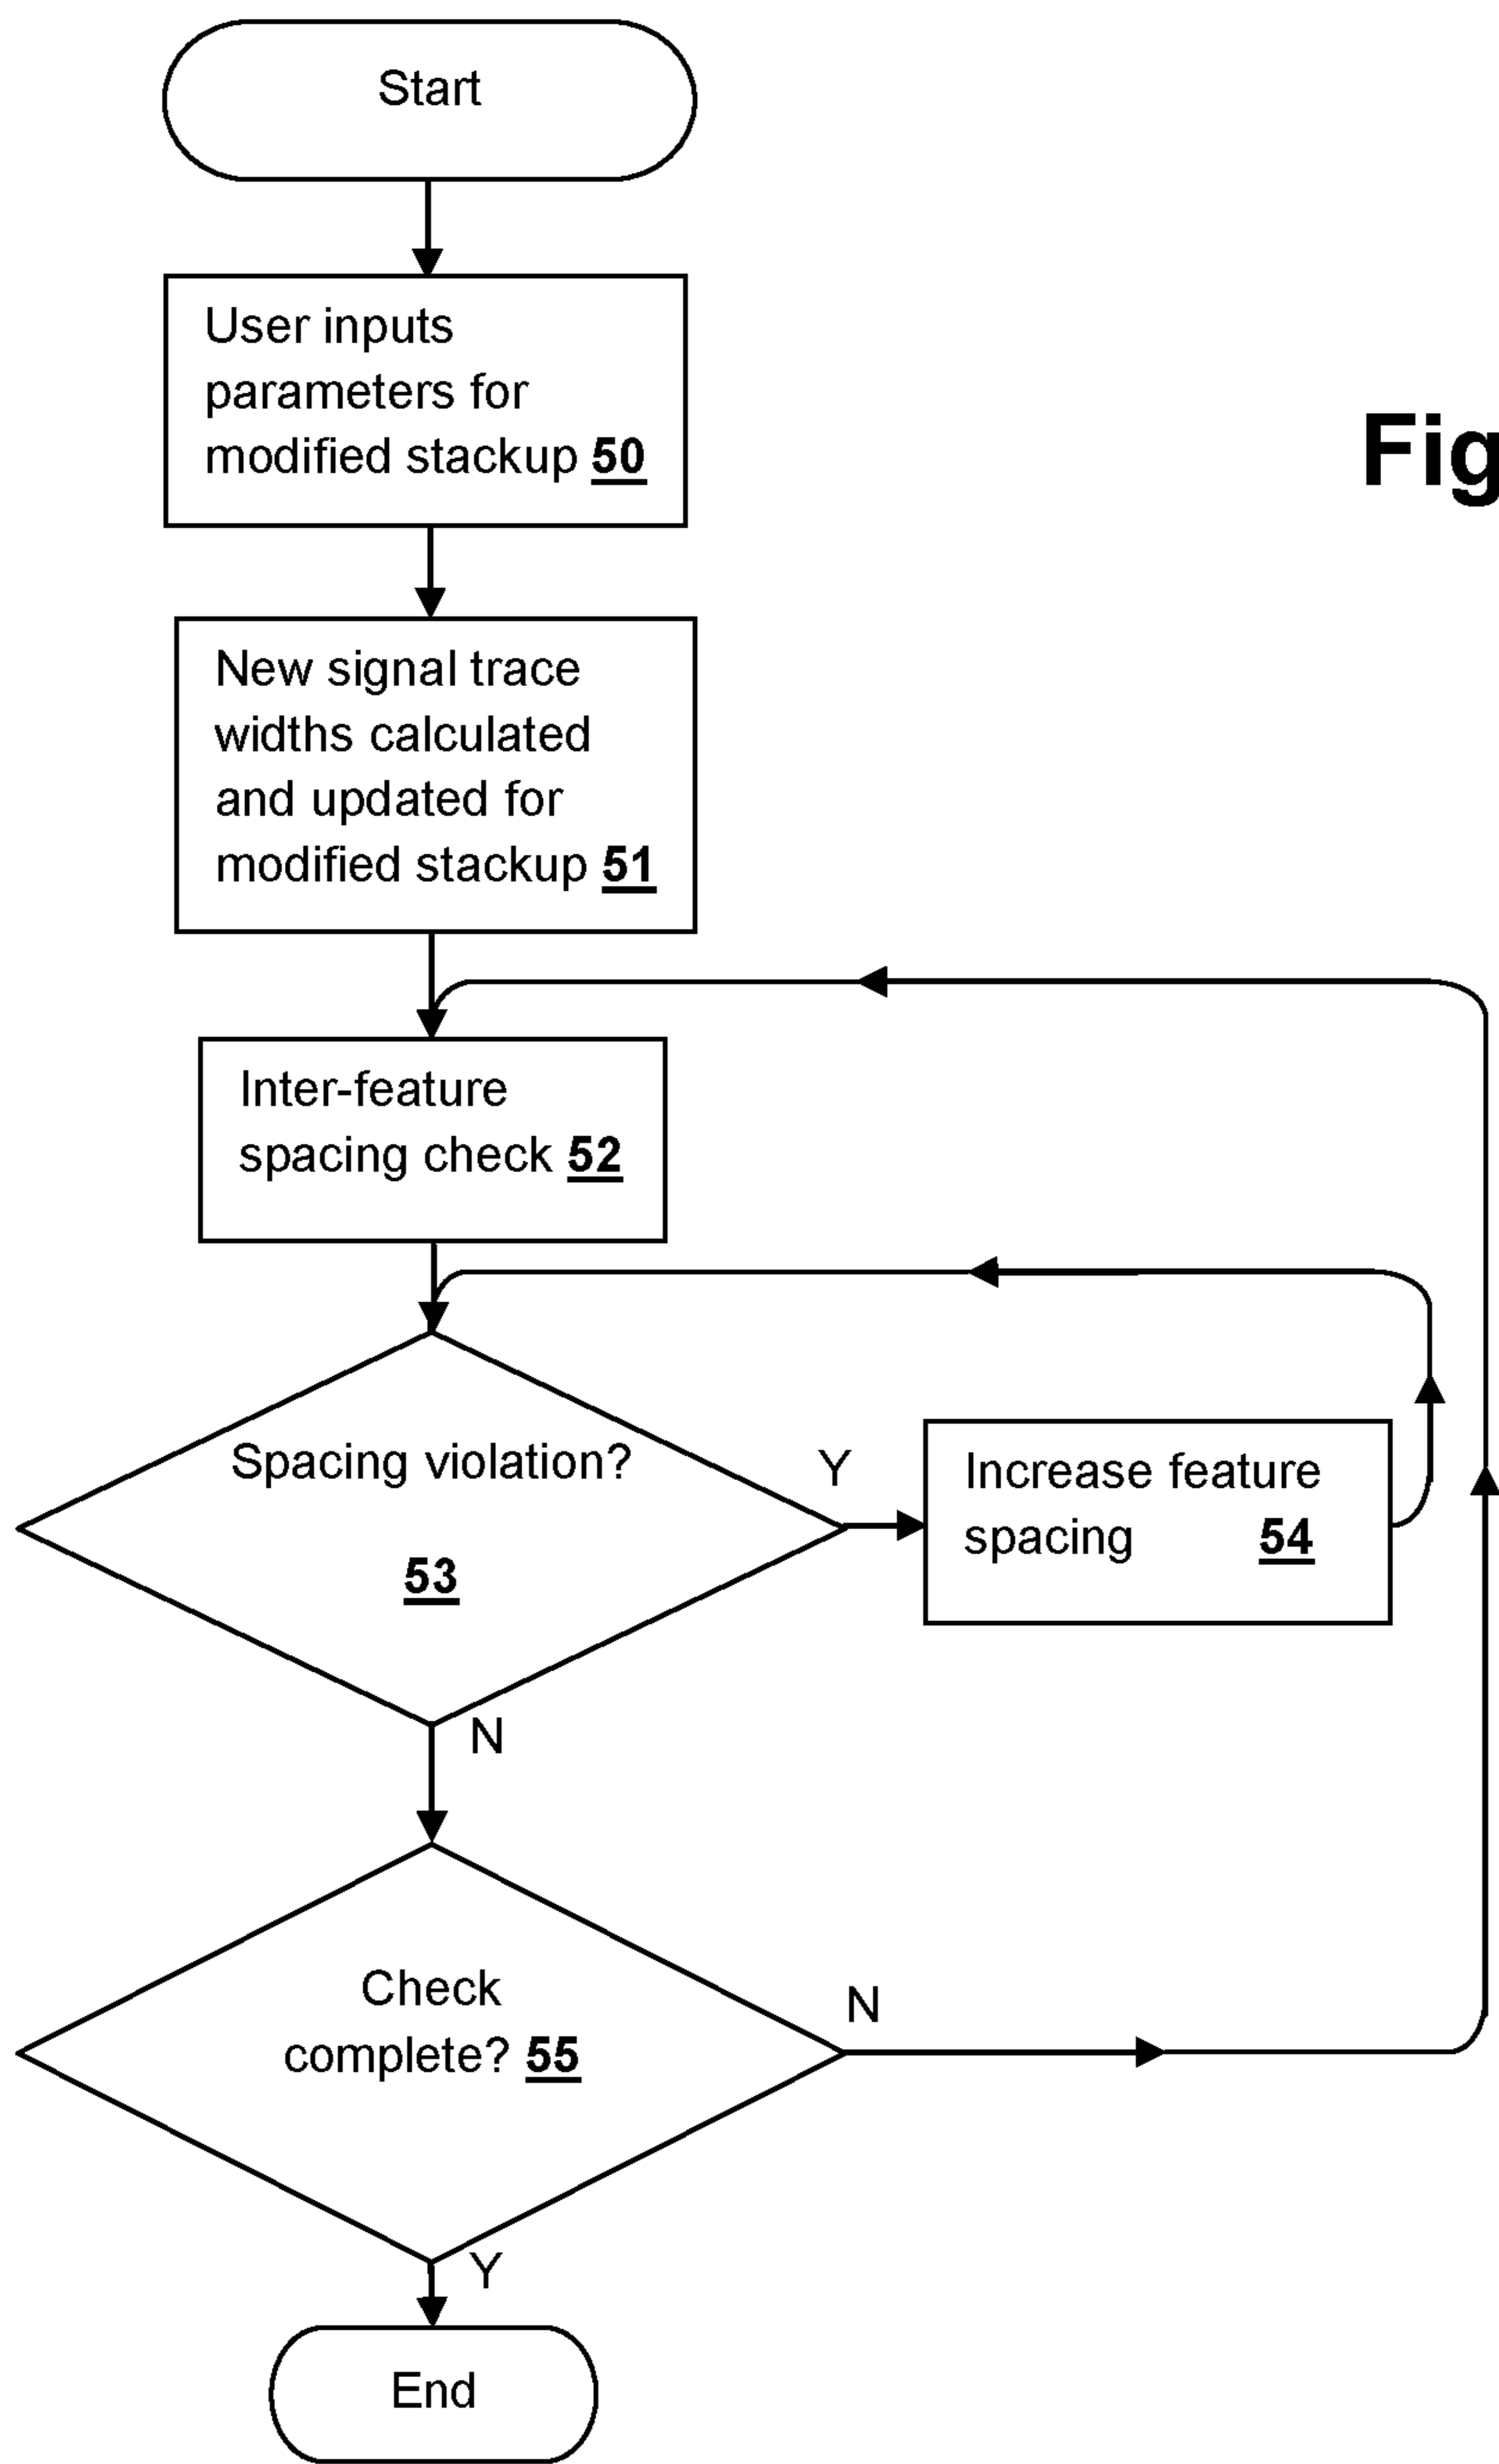 Start
User inputs
parameters for
modified stackup 50
Fig
New signal trace
widths calculated
and updated for
modified stackup 51
Inter-feature
spacing check 52
Spacing violation?
53
Y
Increase feature
spacing 54
N
Check
complete? 55
N
Y
End